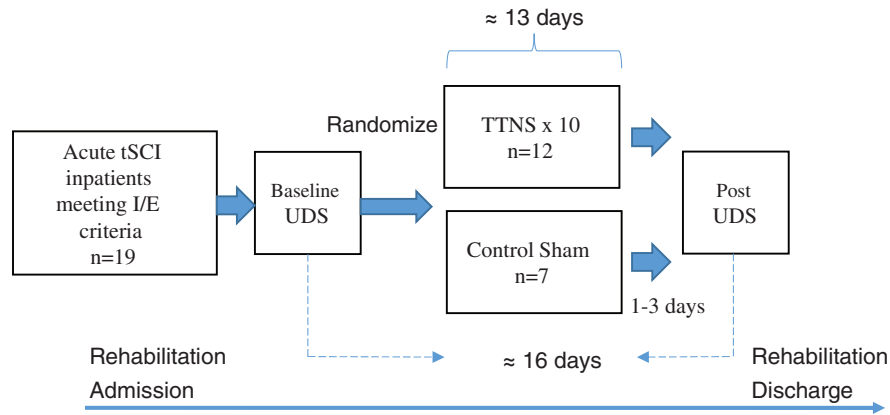 ≈ 13 days
Randomize
TTNS x 10
n=12
Acute tSCI
inpatients
meeting I/E
criteria
n=19
Baseline
UDS
Post
UDS
Control Sham
n=7
1-3 days
≈ 16 days
Rehabilitation
Admission
Rehabilitation
Discharge